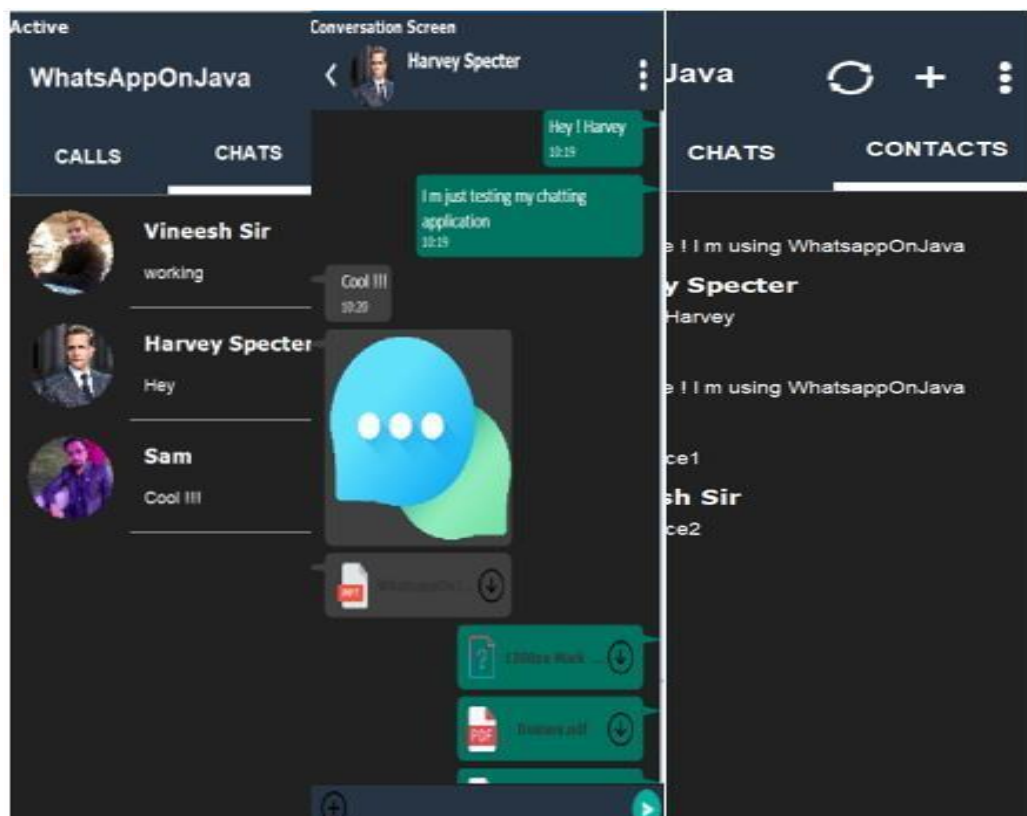 Active
WhatsAppOnJava
CALLS
CHATS
Vineesh Sir
working
Harvey Specter
Hey
Sam
Cool !!!
Conversation Screen
Harvey Specter
Hey ! Harvey
10:19
I m just testing my chatting
application
10:19
Cool !!!
10:20
PPT
?
PDF
Java
CHATS
CONTACTS
e ! I m using WhatsappOnJava
y Specter
Harvey
e ! I m using WhatsappOnJava
ce1
sh Sir
ce2